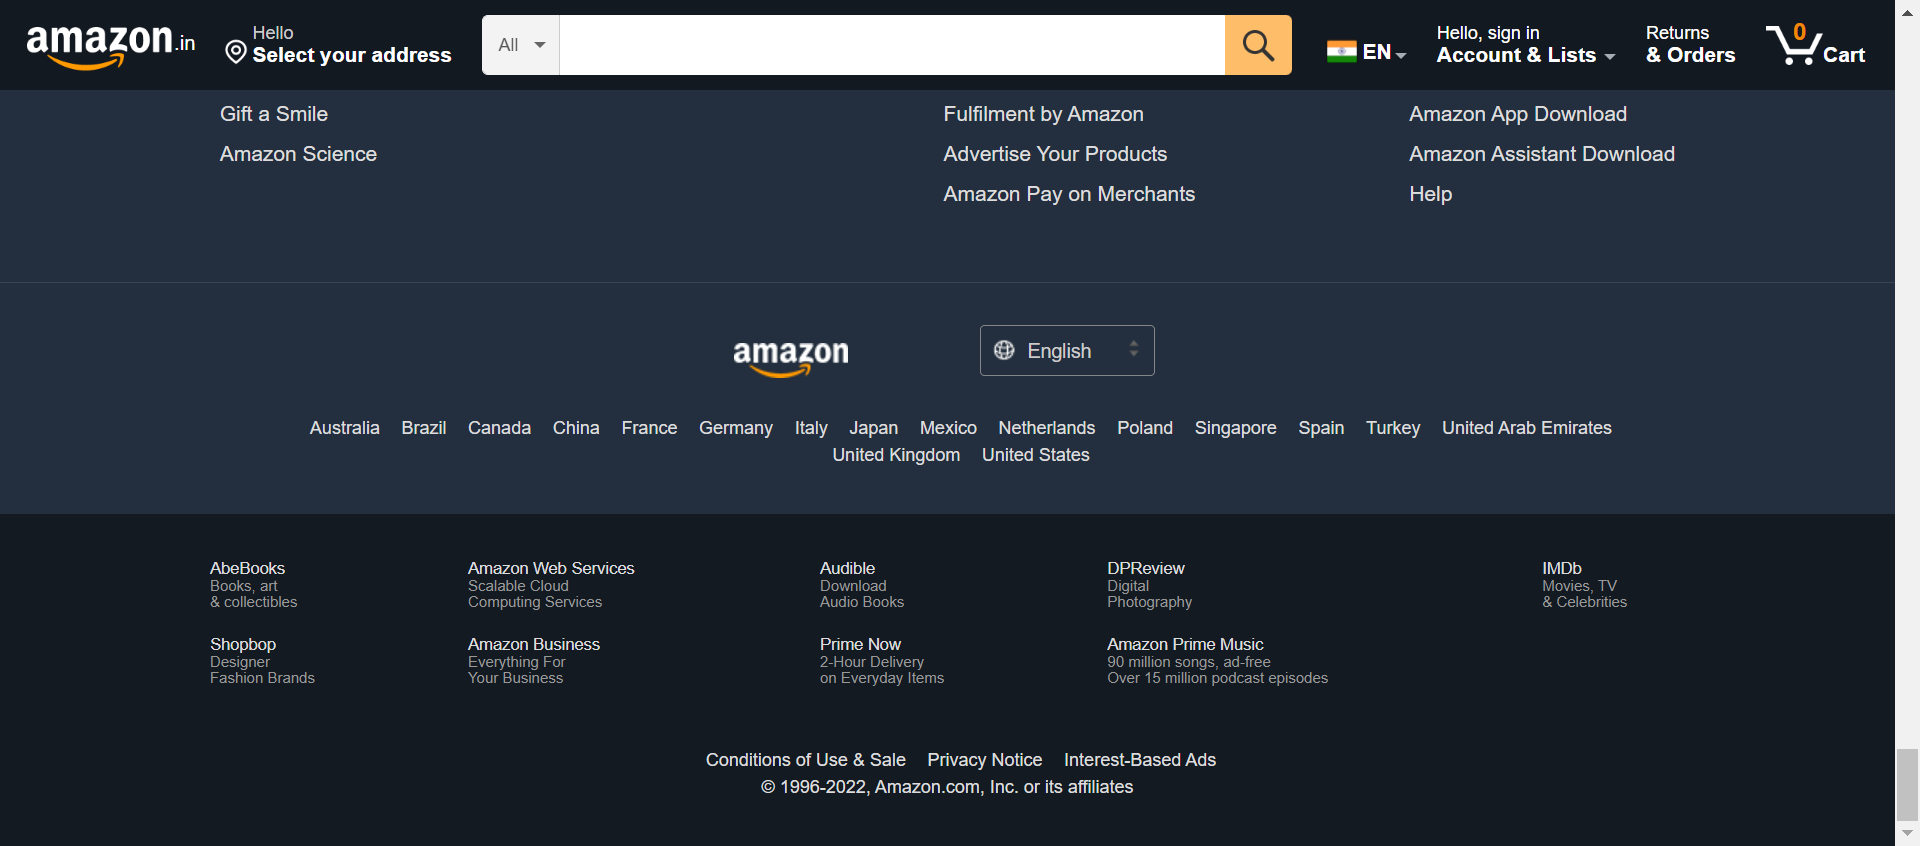 amazon.in
Hello
Select your address
All
EN
Hello, sign in
Account & Lists
Returns
& Orders
0
Cart
Gift a Smile
Amazon Science
Fulfilment by Amazon
Advertise Your Products
Amazon Pay on Merchants
Amazon App Download
Amazon Assistant Download
Help
amazon
English
Australia Brazil Canada China France Germany Italy Japan Mexico Netherlands Poland Singapore Spain Turkey United Arab Emirates
United Kingdom United States
AbeBooks
Books, art
& collectibles
Amazon Web Services
Scalable Cloud
Computing Services
Audible
Download
Audio Books
DPReview
Digital
Photography
IMDb
Movies, TV
& Celebrities
Shopbop
Designer
Fashion Brands
Amazon Business
Everything For
Your Business
Prime Now
2-Hour Delivery
on Everyday Items
Amazon Prime Music
90 million songs, ad-free
Over 15 million podcast episodes
Conditions of Use & Sale Privacy Notice Interest-Based Ads
© 1996-2022, Amazon.com, Inc. or its affiliates